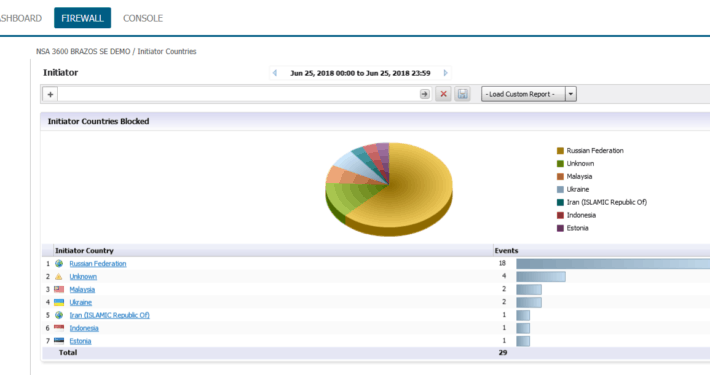 FIREWALL CONSOLE
NSA 3600 BRAZOS SE DEMO / Initiator Countries
Initiator Jun 25, 2018 00:00 to Jun 25, 2018 23:59
+ - Load Custom Report -
Initiator Countries Blocked
Russian Federation
Unknown
Malaysia
Ukraine
Iran (ISLAMIC Republic Of)
Indonesia
Estonia
Initiator Country Events
1 Russian Federation 18
2 Unknown 4
3 Malaysia 2
4 Ukraine 2
5 Iran (ISLAMIC Republic Of) 1
6 Indonesia 1
7 Estonia 1
Total 29